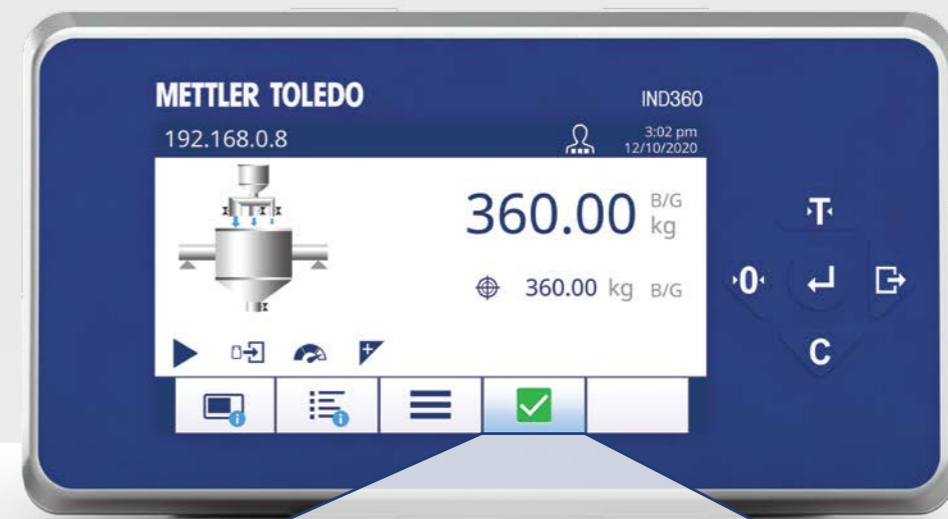 METTLER TOLEDO
IND360
192.168.0.8
3:02 pm
12/10/2020
360.00 B/G
kg
360.00 kg B/G
T
0
C